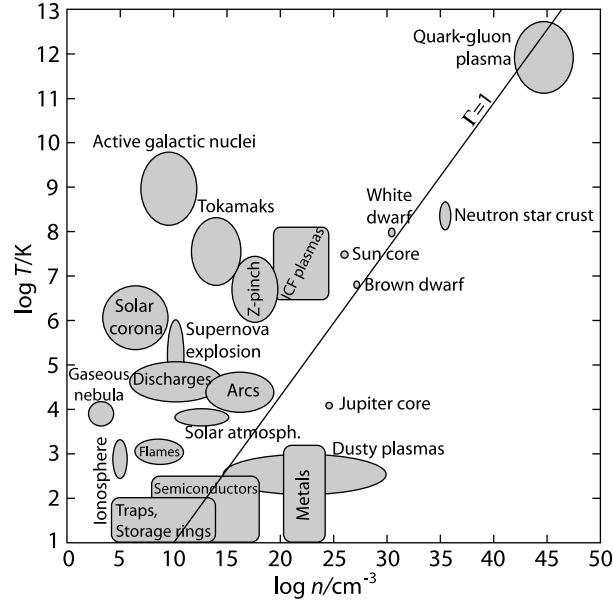 13
12
11
10
9
8
7
6
5
4
3
2
1
log T/K
Quark-gluon
plasma
Γ=1
Active galactic nuclei
Tokamaks
White
dwarf
Neutron star crust
ICF plasmas
Sun core
Z-pinch
Brown dwarf
Solar
corona
Supernova
explosion
Gaseous
nebula
Discharges
Arcs
Jupiter core
Solar atmosph.
Ionosphere
Flames
Dusty plasmas
Semiconductors
Metals
Traps,
Storage rings
0 5 10 15 20 25 30 35 40 45 50
log n/cm⁻³